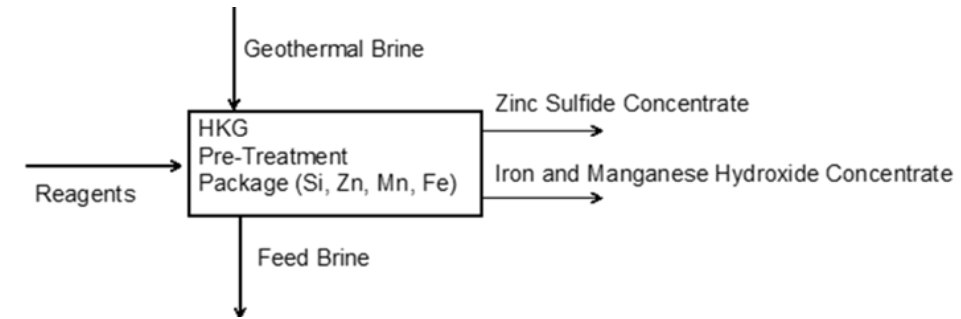 Geothermal Brine
Zinc Sulfide Concentrate
HKG
Pre-Treatment
Package (Si, Zn, Mn, Fe)
Iron and Manganese Hydroxide Concentrate
Reagents
Feed Brine